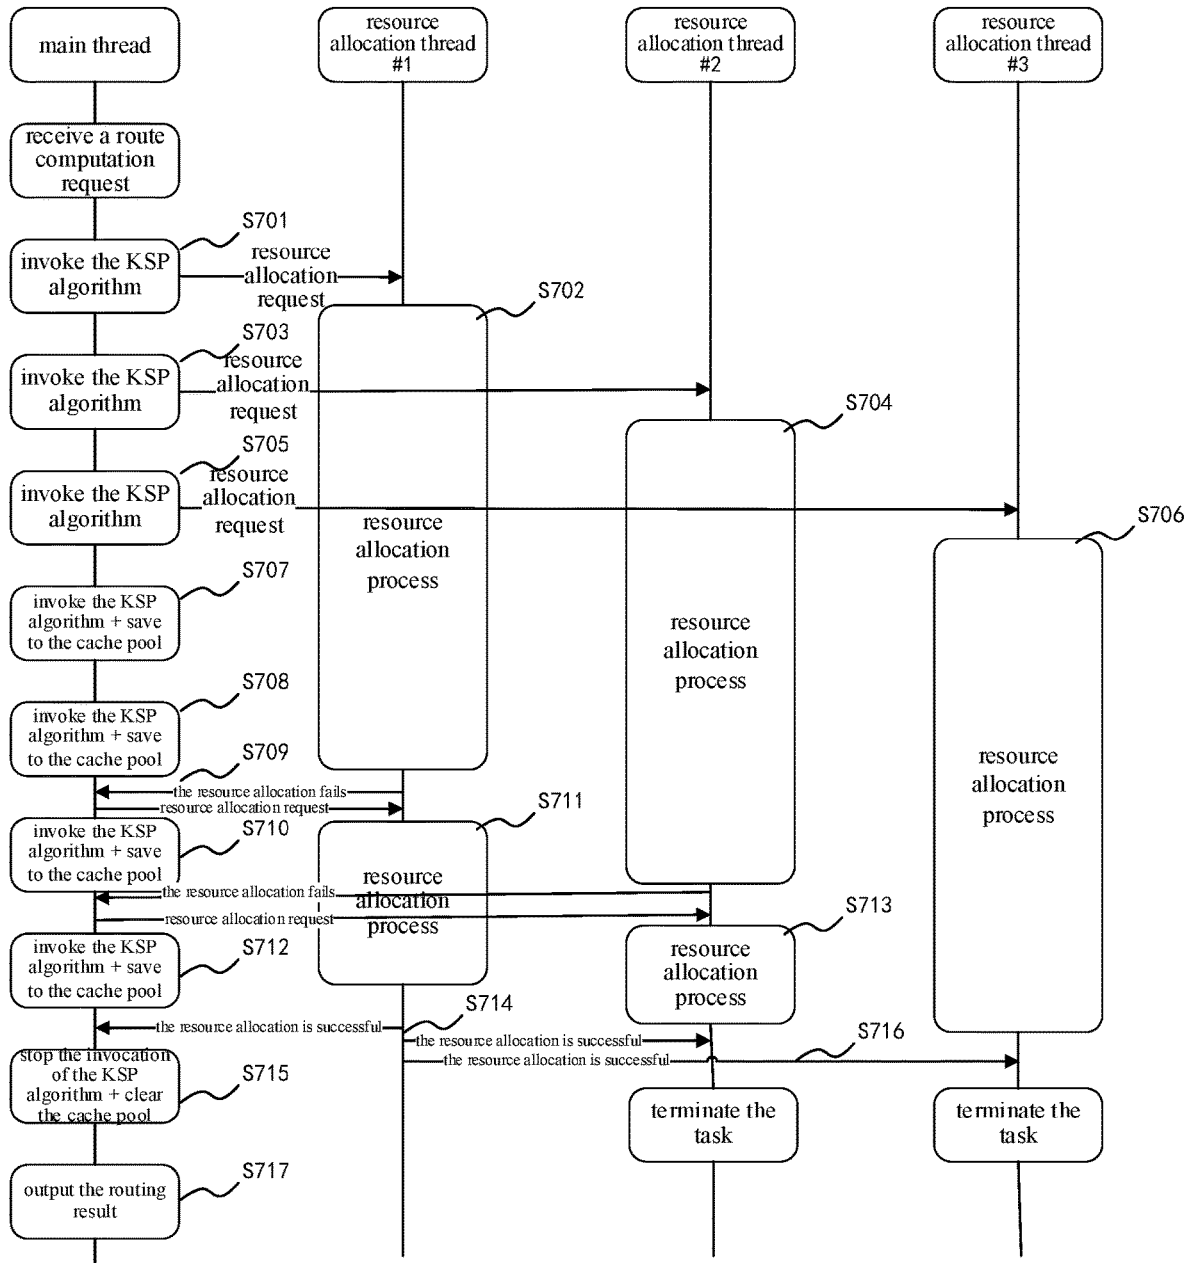 main thread
resource
allocation thread
#1
resource
allocation thread
#2
resource
allocation thread
#3
receive a route
computation
request
S701
invoke the KSP
algorithm
resource
allocation
request
S702
S703
invoke the KSP
algorithm
resource
allocation
request
S704
S705
invoke the KSP
algorithm
resource
allocation
request
S706
resource
allocation
process
S707
invoke the KSP
algorithm + save
to the cache pool
resource
allocation
process
S708
invoke the KSP
algorithm + save
to the cache pool
resource
allocation
process
S709
the resource allocation fails
resource allocation request
S711
S710
invoke the KSP
algorithm + save
to the cache pool
the resource allocation fails
resource allocation request
resource
allocation
process
S713
S712
invoke the KSP
algorithm + save
to the cache pool
resource
allocation
process
S714
the resource allocation is successful
the resource allocation is successful
S716
the resource allocation is successful
stop the invocation
of the KSP
algorithm + clear
the cache pool
S715
terminate the
task
terminate the
task
S717
output the routing
result